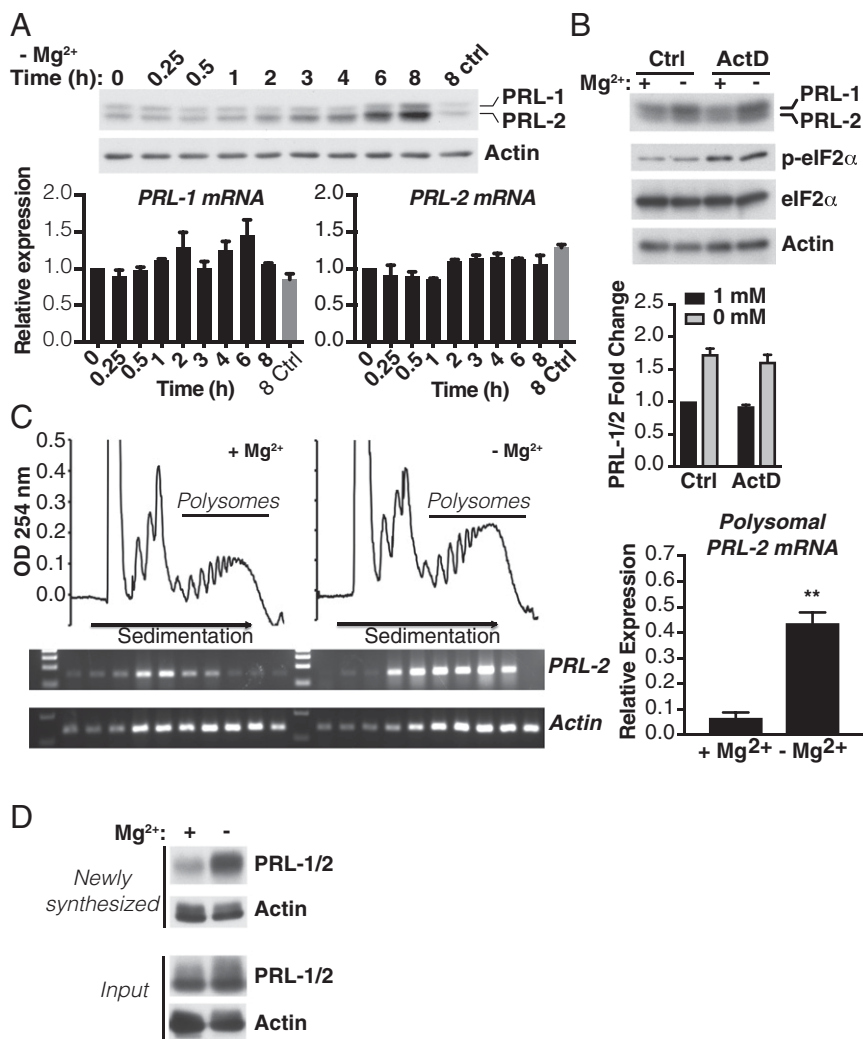 A
- Mg2+
Time (h): 0 0.25 0.5 1 2 3 4 6 8 8 ctrl
PRL-1
PRL-2
Actin
Relative expression
2.0
1.5
1.0
0.5
0.0
PRL-1 mRNA
0 0.25 0.5 1 2 3 4 6 8 8 Ctrl
Time (h)
2.0
1.5
1.0
0.5
0.0
PRL-2 mRNA
0 0.25 0.5 1 2 3 4 6 8 8 Ctrl
Time (h)
B
Ctrl ActD
Mg2+: + - + -
PRL-1
PRL-2
p-eIF2α
eIF2α
Actin
PRL-1/2 Fold Change
2.5
2.0
1.5
1.0
0.5
0.0
1 mM
0 mM
Ctrl ActD
C
OD 254 nm
0.5
0.4
0.3
0.2
0.1
0.0
+ Mg2+
Polysomes
- Mg2+
Polysomes
Sedimentation
Sedimentation
PRL-2
Actin
Polysomal
PRL-2 mRNA
Relative Expression
0.7
0.6
0.5
0.4
0.3
0.2
0.1
0.0
**
+ Mg2+ - Mg2+
D
Mg2+: + -
Newly
synthesized
PRL-1/2
Actin
Input
PRL-1/2
Actin